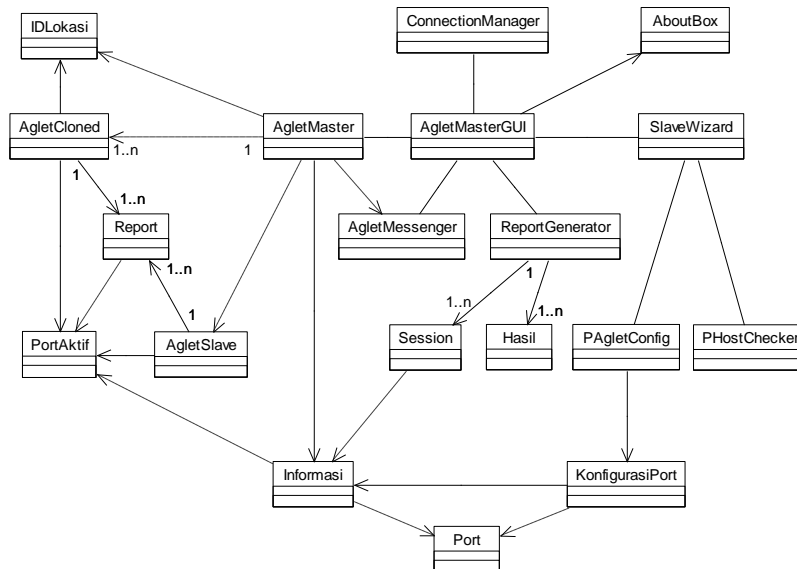 IDLokasi
ConnectionManager
AboutBox
AgletCloned
AgletMaster
AgletMasterGUI
SlaveWizard
1..n
1
1
1..n
Report
AgletMessenger
ReportGenerator
1..n
1
1..n
1
1..n
PortAktif
AgletSlave
Session
Hasil
PAgletConfig
PHostChecker
Informasi
KonfigurasiPort
Port